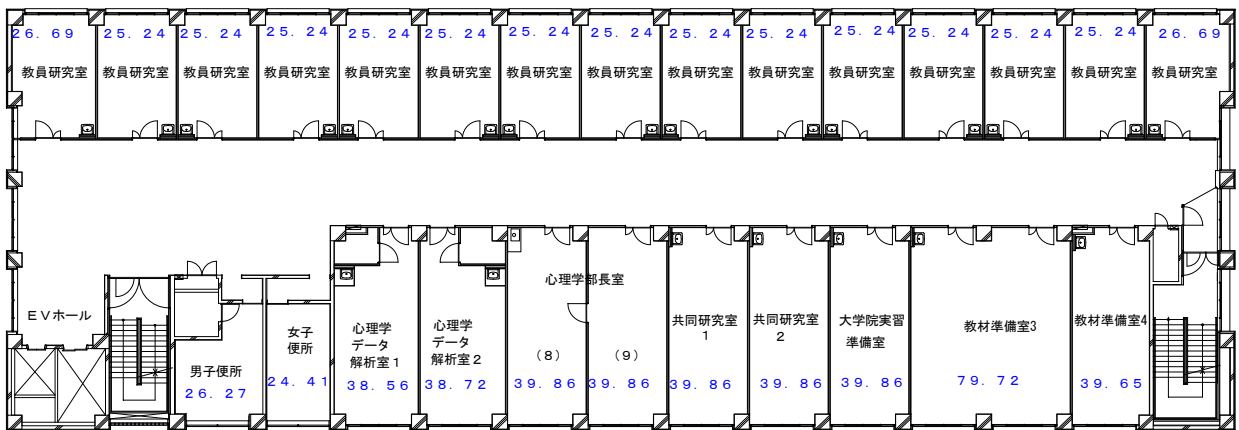 26.69 25.24 25.24 25.24 25.24 25.24 25.24 25.24 25.24 25.24 25.24 25.24 25.24 25.24 26.69
教員研究室 教員研究室 教員研究室 教員研究室 教員研究室 教員研究室 教員研究室 教員研究室 教員研究室 教員研究室 教員研究室 教員研究室 教員研究室 教員研究室 教員研究室
EVホール
男子便所
26.27
女子
便所
24.41
心理学
データ
解析室1
38.56
心理学
データ
解析室2
38.72
心理学部長室
(8)
39.86
(9)
39.86
共同研究室
1
39.86
共同研究室
2
39.86
大学院実習
準備室
39.86
教材準備室3
79.72
教材準備室4
39.65